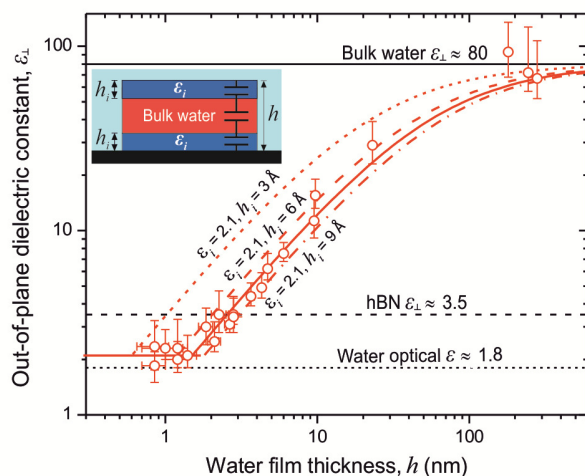 Out-of-plane dielectric constant, ε⊥
100
10
1
Bulk water ε⊥ ≈ 80
hᵢ
εᵢ
Bulk water
h
hᵢ
εᵢ
εᵢ = 2.1, hᵢ = 3 Å
εᵢ = 2.1, hᵢ = 6 Å
εᵢ = 2.1, hᵢ = 9 Å
hBN ε⊥ ≈ 3.5
Water optical ε ≈ 1.8
1
10
100
Water film thickness, h (nm)